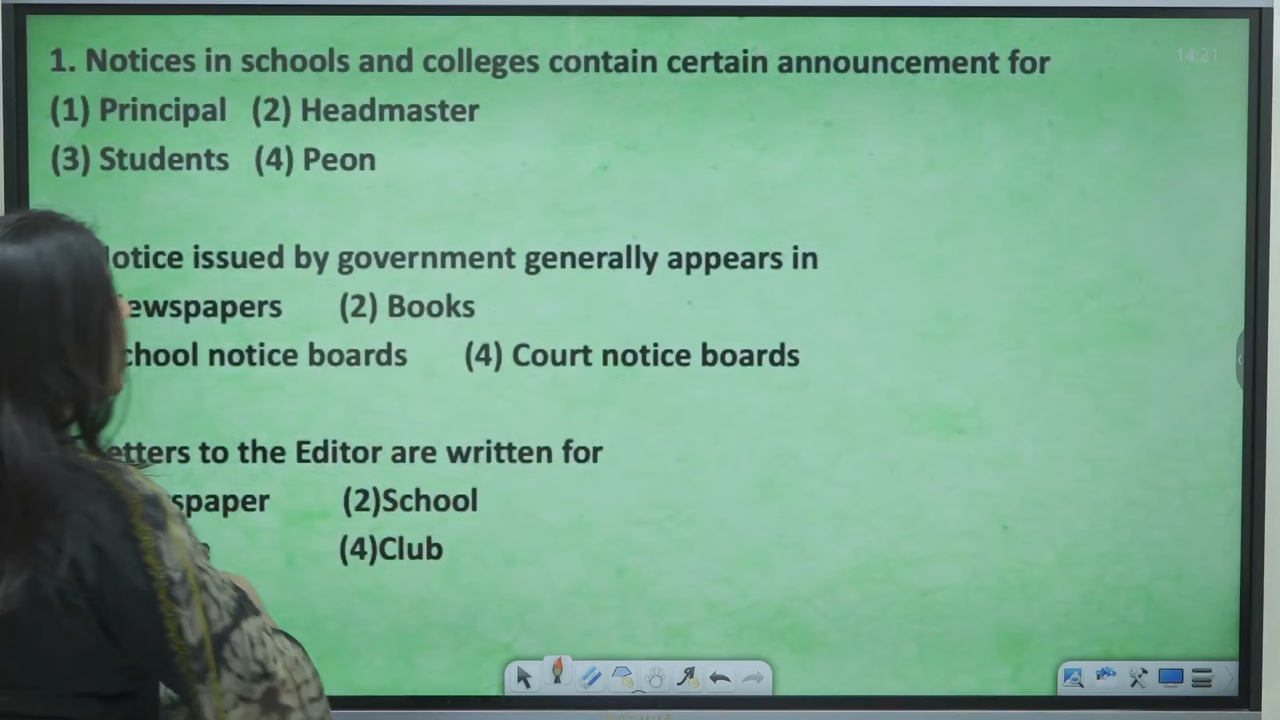 1. Notices in schools and colleges contain certain announcement for
14:21
(1) Principal (2) Headmaster
(3) Students (4) Peon
otice issued by government generally appears in
ewspapers (2) Books
chool notice boards (4) Court notice boards
etters to the Editor are written for
spaper (2)School
(4)Club